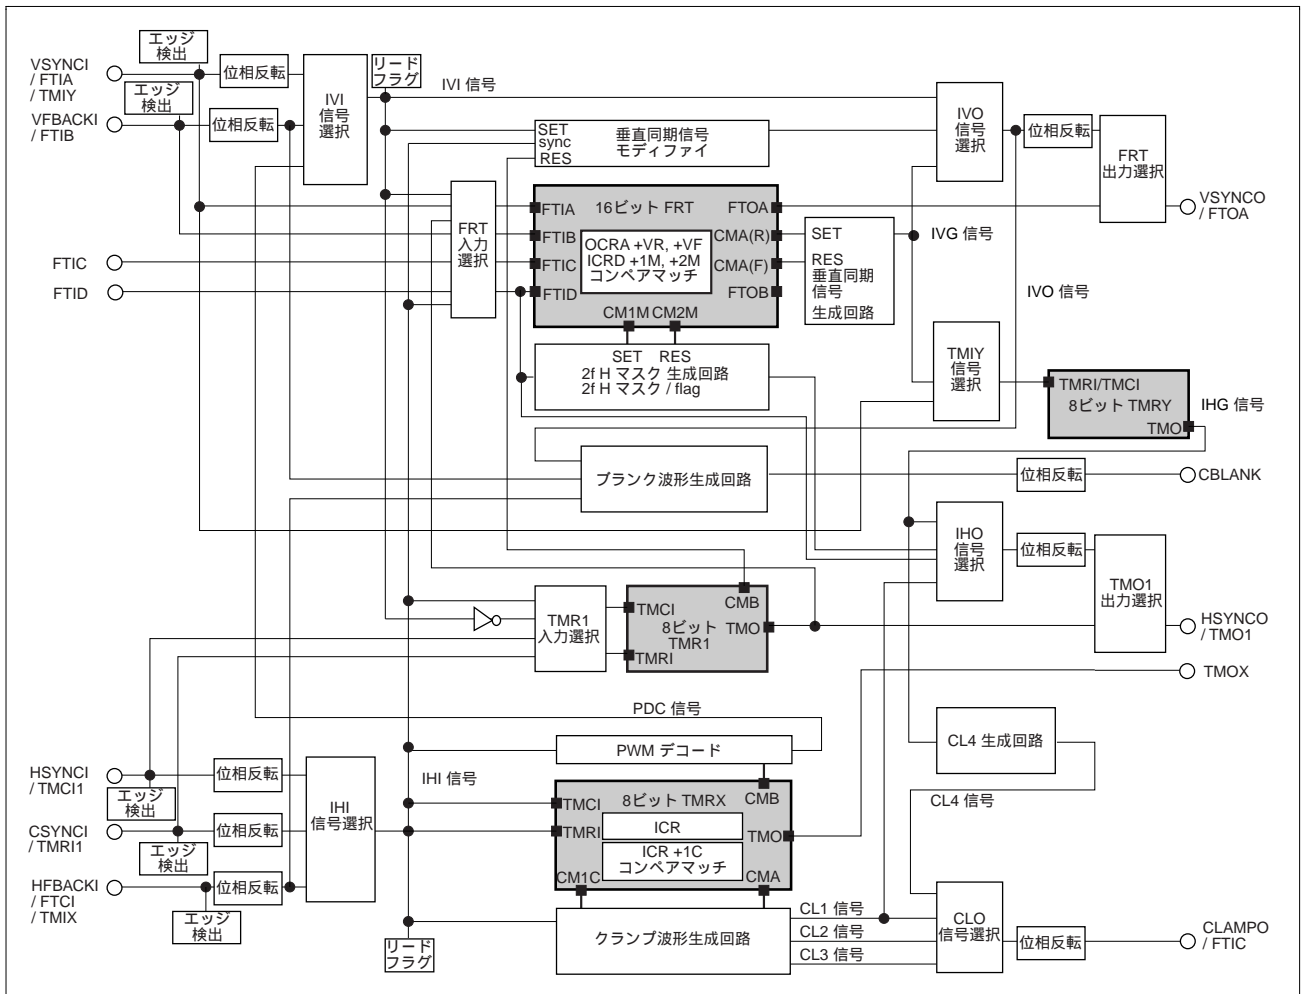 エッジ
検出
VSYNCI
/ FTIA
/ TMIY
位相反転
エッジ
検出
VFBACKI
/ FTIB
位相反転
IVI
信号
選択
リード
フラグ
IVI 信号
SET
sync
RES
垂直同期信号
モディファイ
IVO
信号
選択
位相反転
FRT
出力選択
VSYNCO
/ FTOA
FTIC
FTID
FRT
入力
選択
FTIA
16ビット FRT
FTOA
FTIB
OCRA +VR, +VF
ICRD +1M, +2M
コンペアマッチ
CMA(R)
FTIC
CMA(F)
FTID
FTOB
CM1M CM2M
SET
RES
垂直同期
信号
生成回路
IVG 信号
IVO 信号
SET RES
2f H マスク 生成回路
2f H マスク / flag
TMIY
信号
選択
TMRI/TMCI
8ビット TMRY
TMO
IHG 信号
ブランク波形生成回路
位相反転
CBLANK
IHO
信号
選択
位相反転
TMO1
出力選択
HSYNCO
/ TMO1
TMR1
入力選択
TMCI
CMB
8ビット
TMR1
TMO
TMRI
TMOX
PDC 信号
PWM デコード
CL4 生成回路
CL4 信号
HSYNCI
/ TMCI1
エッジ
検出
位相反転
CSYNCI
/ TMRI1
エッジ
検出
位相反転
HFBACKI
/ FTCI
/ TMIX
エッジ
検出
位相反転
IHI
信号選択
IHI 信号
TMCI
8ビット TMRX
CMB
TMRI
ICR
TMO
ICR +1C
コンペアマッチ
CM1C
CMA
リード
フラグ
クランプ波形生成回路
CL1 信号
CL2 信号
CL3 信号
CLO
信号選択
位相反転
CLAMPO
/ FTIC